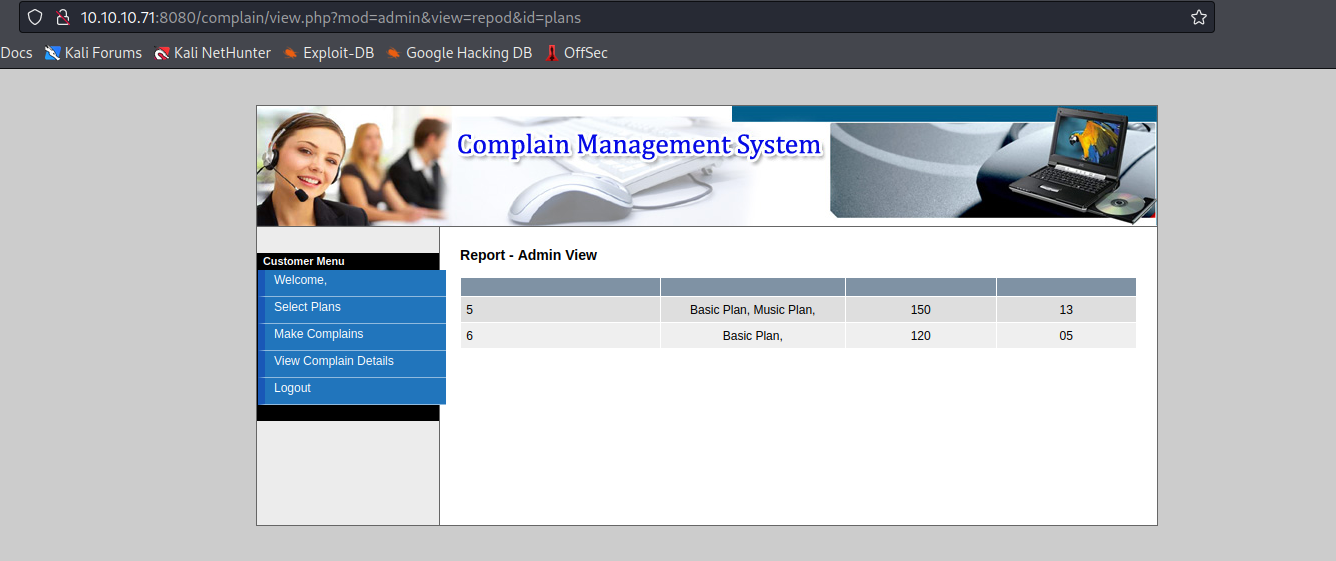 10.10.10.71:8080/complain/view.php?mod=admin&view=repod&id=plans
Docs Kali Forums Kali NetHunter Exploit-DB Google Hacking DB OffSec
Complain Management System
Customer Menu
Welcome,
Select Plans
Make Complains
View Complain Details
Logout
Report - Admin View
5 Basic Plan, Music Plan, 150 13
6 Basic Plan, 120 05